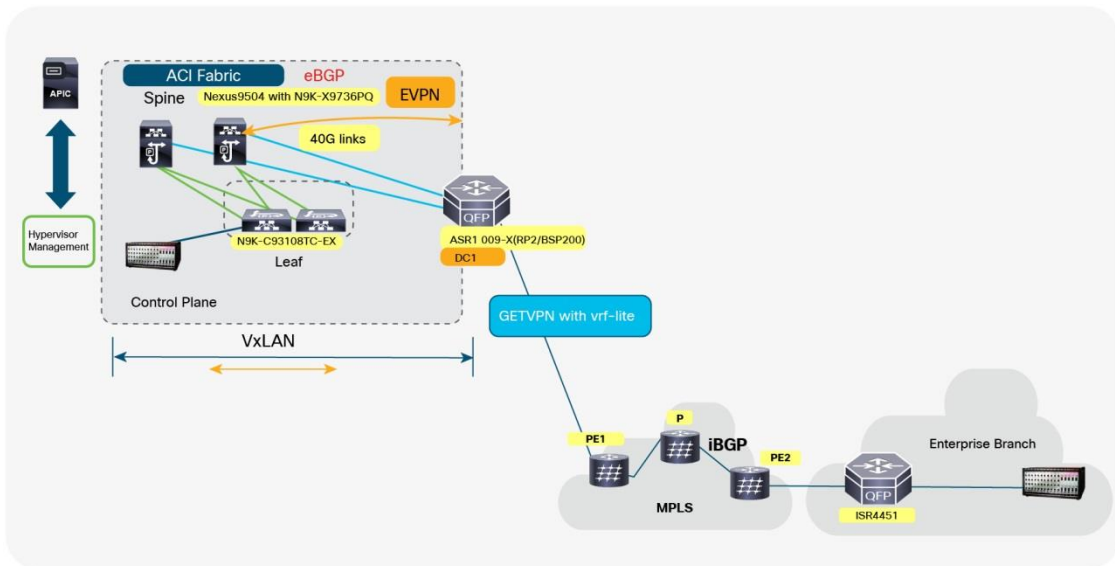 APIC
Hypervisor
Management
ACI Fabric
eBGP
Spine
Nexus9504 with N9K-X9736PQ
EVPN
40G links
QFP
N9K-C93108TC-EX
Leaf
ASR1 009-X(RP2/BSP200)
DC1
Control Plane
VxLAN
GETVPN with vrf-lite
PE1
P
iBGP
PE2
MPLS
Enterprise Branch
QFP
ISR4451